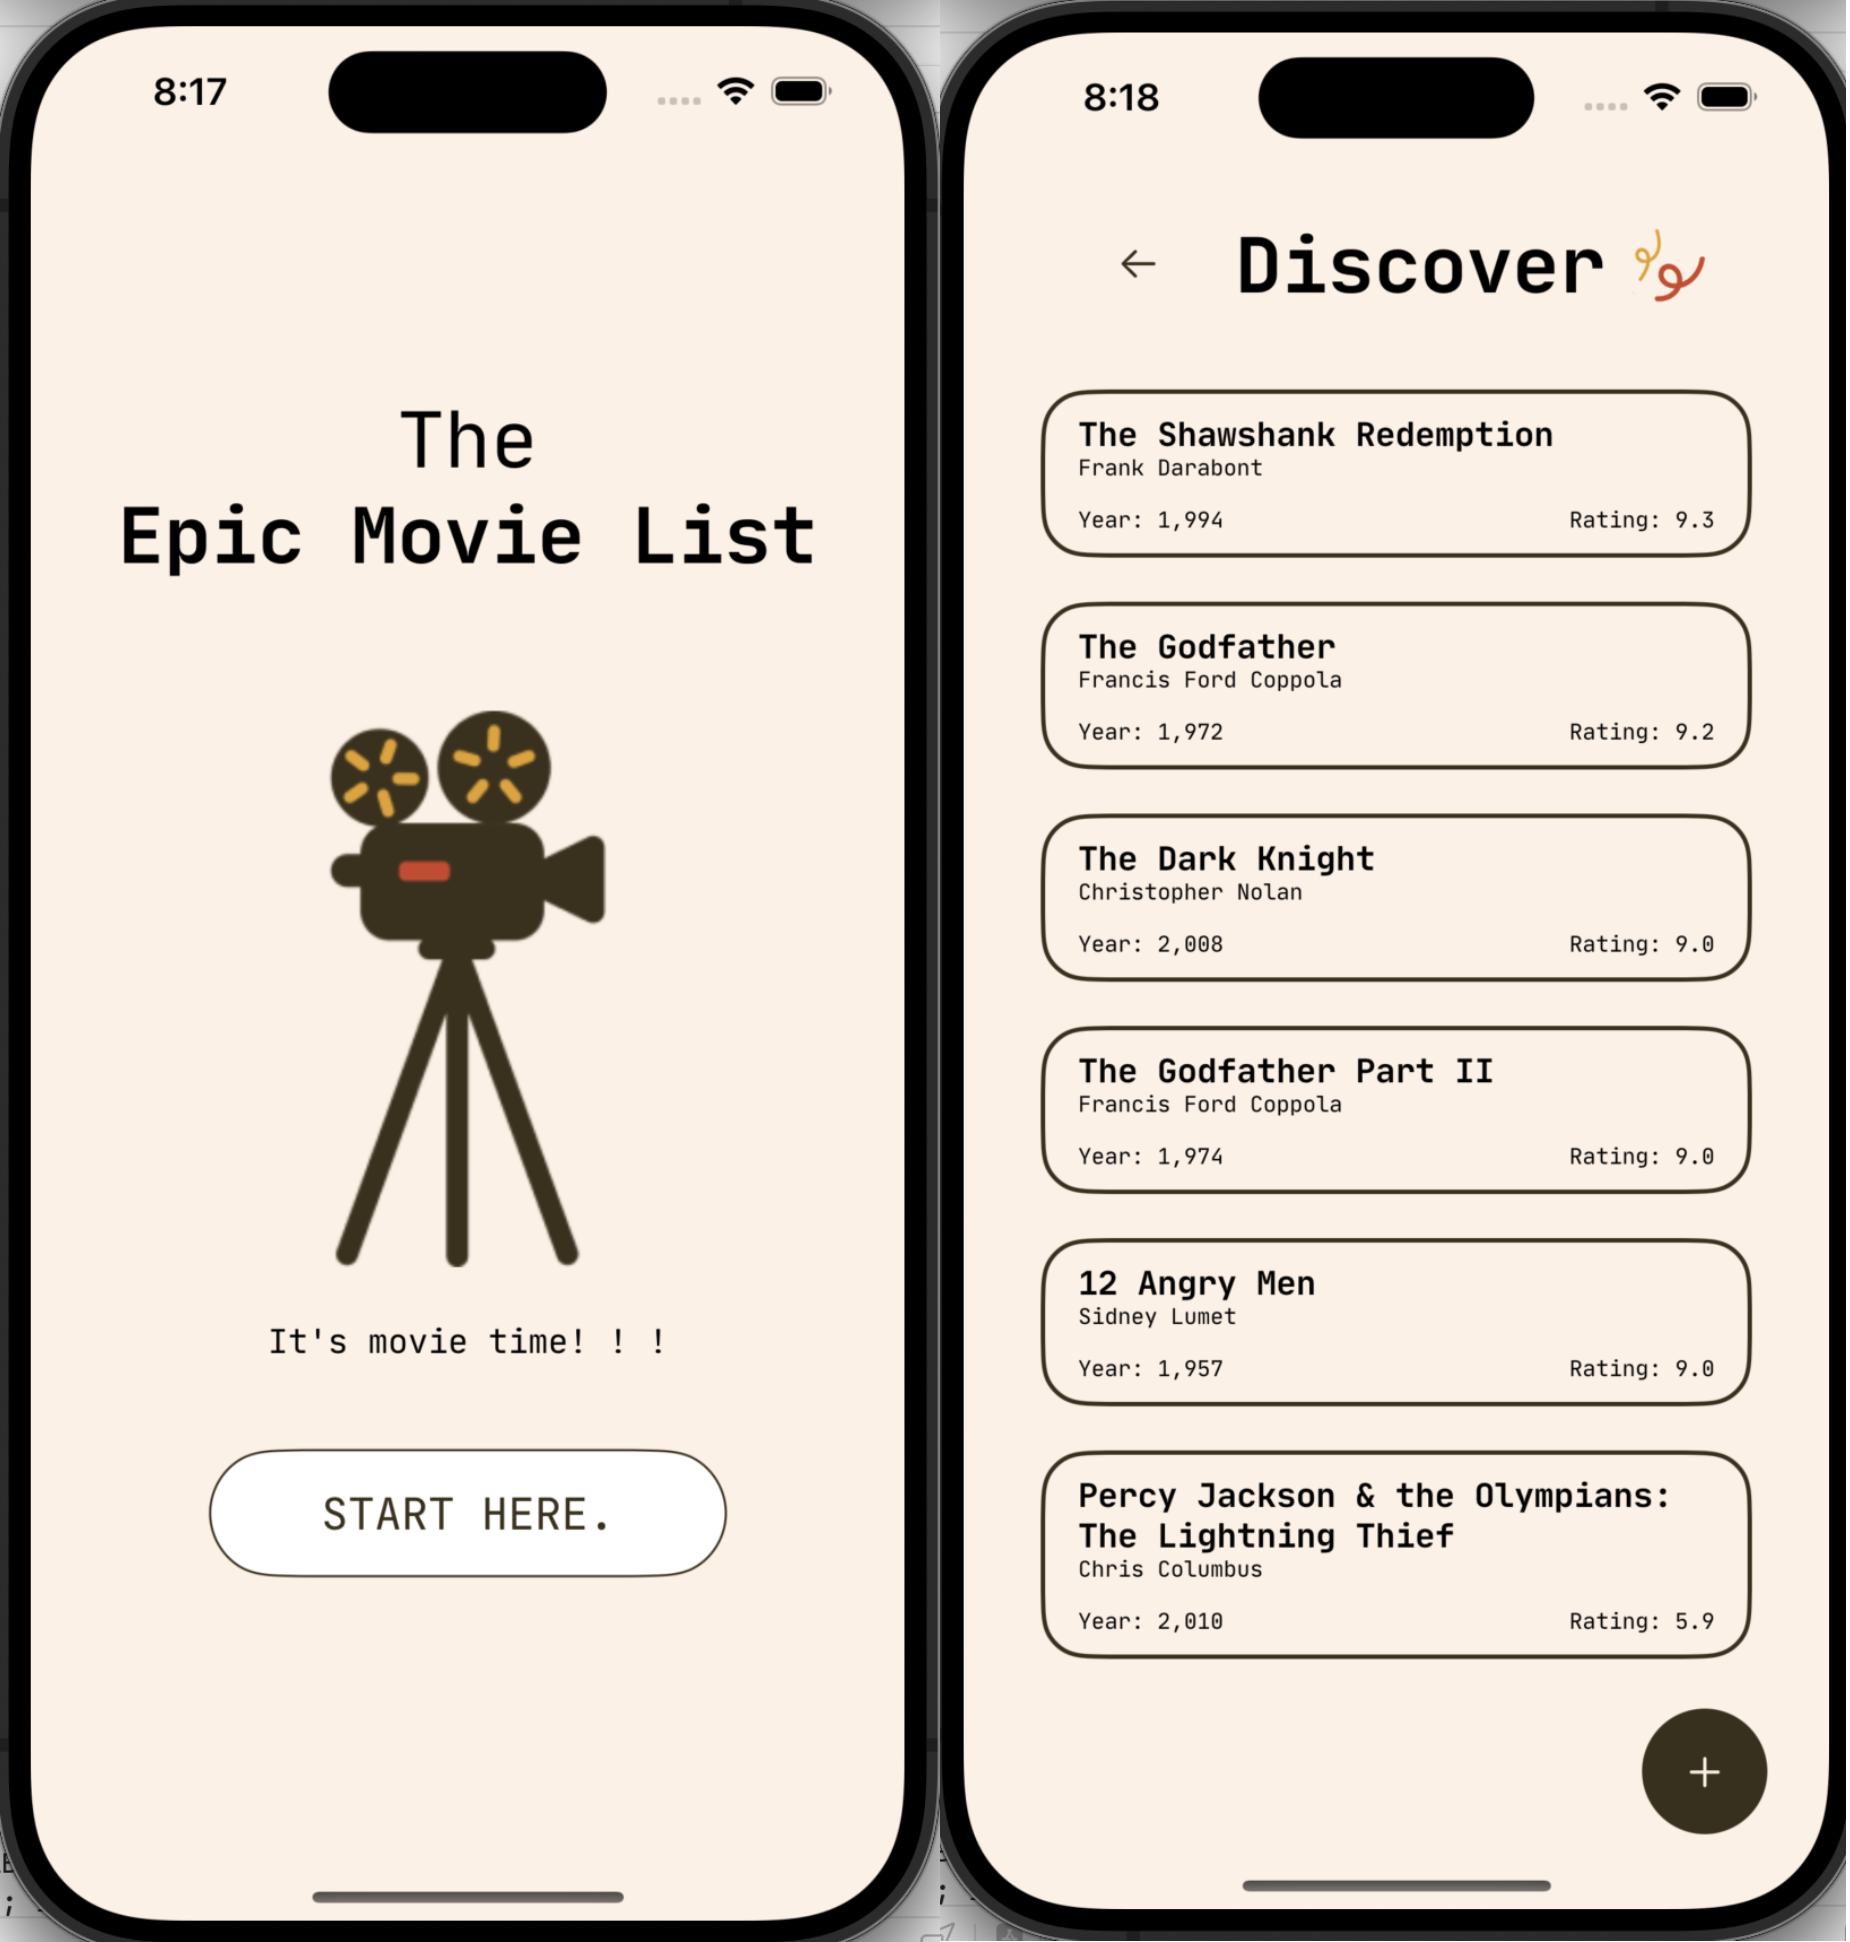 8:17
The
Epic Movie List
It's movie time! ! !
START HERE.
8:18
Discover
The Shawshank Redemption
Frank Darabont
Year: 1,994 Rating: 9.3
The Godfather
Francis Ford Coppola
Year: 1,972 Rating: 9.2
The Dark Knight
Christopher Nolan
Year: 2,008 Rating: 9.0
The Godfather Part II
Francis Ford Coppola
Year: 1,974 Rating: 9.0
12 Angry Men
Sidney Lumet
Year: 1,957 Rating: 9.0
Percy Jackson & the Olympians:
The Lightning Thief
Chris Columbus
Year: 2,010 Rating: 5.9